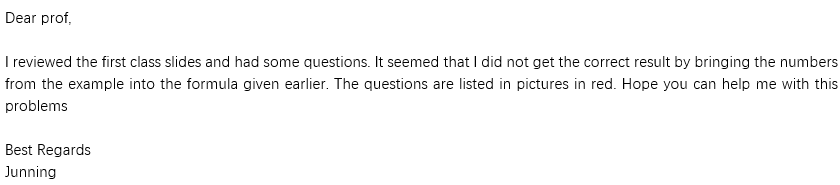 Dear prof,
I reviewed the first class slides and had some questions. It seemed that I did not get the correct result by bringing the numbers
from the example into the formula given earlier. The questions are listed in pictures in red. Hope you can help me with this
problems
Best Regards
Junning